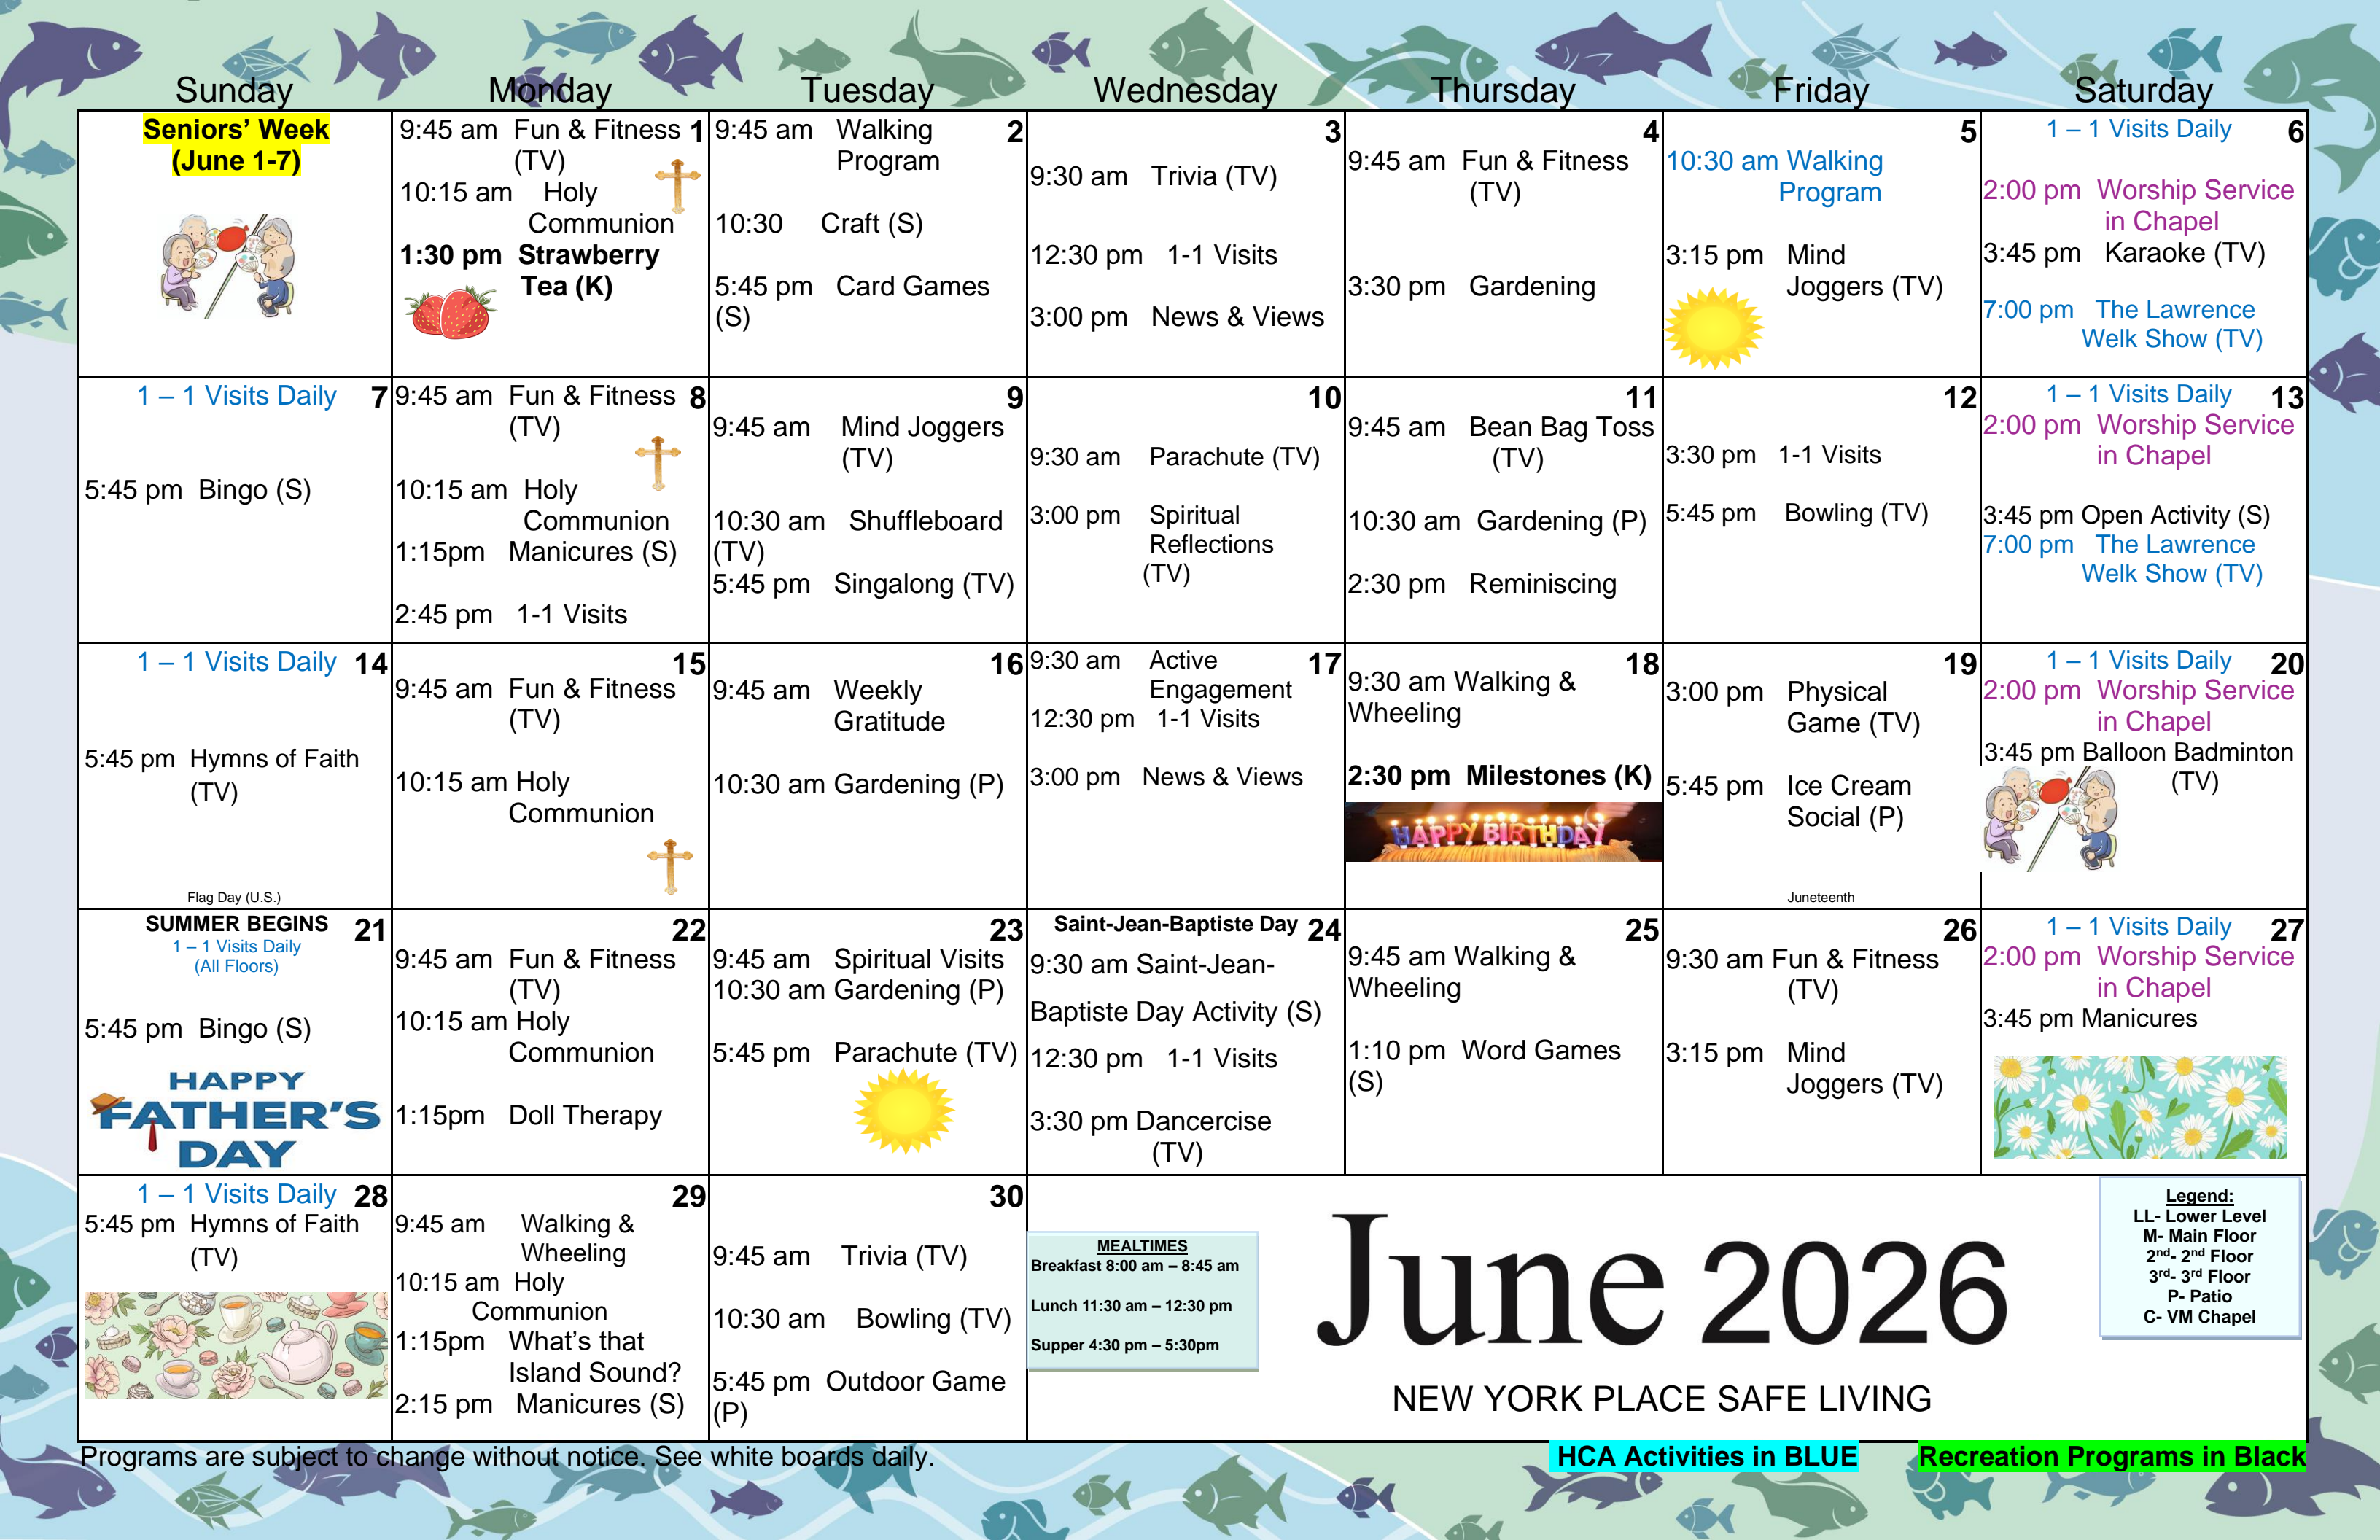 Sunday Monday Tuesday Wednesday Thursday Friday Saturday
Seniors’ Week
(June 1-7)
9:45 am Fun & Fitness 1
(TV)
10:15 am Holy
Communion
1:30 pm Strawberry
Tea (K)
9:45 am Walking 2
Program
10:30 Craft (S)
5:45 pm Card Games
(S)
3
9:30 am Trivia (TV)
12:30 pm 1-1 Visits
3:00 pm News & Views
4
9:45 am Fun & Fitness
(TV)
3:30 pm Gardening
5
10:30 am Walking
Program
3:15 pm Mind
Joggers (TV)
1 – 1 Visits Daily 6
2:00 pm Worship Service
in Chapel
3:45 pm Karaoke (TV)
7:00 pm The Lawrence
Welk Show (TV)
1 – 1 Visits Daily 7
5:45 pm Bingo (S)
9:45 am Fun & Fitness 8
(TV)
10:15 am Holy
Communion
1:15pm Manicures (S)
2:45 pm 1-1 Visits
9
9:45 am Mind Joggers
(TV)
10:30 am Shuffleboard
(TV)
5:45 pm Singalong (TV)
10
9:30 am Parachute (TV)
3:00 pm Spiritual
Reflections
(TV)
11
9:45 am Bean Bag Toss
(TV)
10:30 am Gardening (P)
2:30 pm Reminiscing
12
3:30 pm 1-1 Visits
5:45 pm Bowling (TV)
1 – 1 Visits Daily 13
2:00 pm Worship Service
in Chapel
3:45 pm Open Activity (S)
7:00 pm The Lawrence
Welk Show (TV)
1 – 1 Visits Daily 14
5:45 pm Hymns of Faith
(TV)
Flag Day (U.S.)
15
9:45 am Fun & Fitness
(TV)
10:15 am Holy
Communion
16
9:45 am Weekly
Gratitude
10:30 am Gardening (P)
9:30 am Active 17
Engagement
12:30 pm 1-1 Visits
3:00 pm News & Views
18
9:30 am Walking &
Wheeling
2:30 pm Milestones (K)
HAPPY BIRTHDAY
19
3:00 pm Physical
Game (TV)
5:45 pm Ice Cream
Social (P)
Juneteenth
1 – 1 Visits Daily 20
2:00 pm Worship Service
in Chapel
3:45 pm Balloon Badminton
(TV)
SUMMER BEGINS 21
1 – 1 Visits Daily
(All Floors)
5:45 pm Bingo (S)
HAPPY
FATHER’S
DAY
22
9:45 am Fun & Fitness
(TV)
10:15 am Holy
Communion
1:15pm Doll Therapy
23
9:45 am Spiritual Visits
10:30 am Gardening (P)
5:45 pm Parachute (TV)
Saint-Jean-Baptiste Day 24
9:30 am Saint-Jean-
Baptiste Day Activity (S)
12:30 pm 1-1 Visits
3:30 pm Dancercise
(TV)
25
9:45 am Walking &
Wheeling
1:10 pm Word Games
(S)
26
9:30 am Fun & Fitness
(TV)
3:15 pm Mind
Joggers (TV)
1 – 1 Visits Daily 27
2:00 pm Worship Service
in Chapel
3:45 pm Manicures
1 – 1 Visits Daily 28
5:45 pm Hymns of Faith
(TV)
29
9:45 am Walking &
Wheeling
10:15 am Holy
Communion
1:15pm What’s that
Island Sound?
2:15 pm Manicures (S)
30
9:45 am Trivia (TV)
10:30 am Bowling (TV)
5:45 pm Outdoor Game
(P)
MEALTIMES
Breakfast 8:00 am – 8:45 am
Lunch 11:30 am – 12:30 pm
Supper 4:30 pm – 5:30pm
June 2026
NEW YORK PLACE SAFE LIVING
Legend:
LL- Lower Level
M- Main Floor
2nd- 2nd Floor
3rd- 3rd Floor
P- Patio
C- VM Chapel
Programs are subject to change without notice. See white boards daily.
HCA Activities in BLUE
Recreation Programs in Black